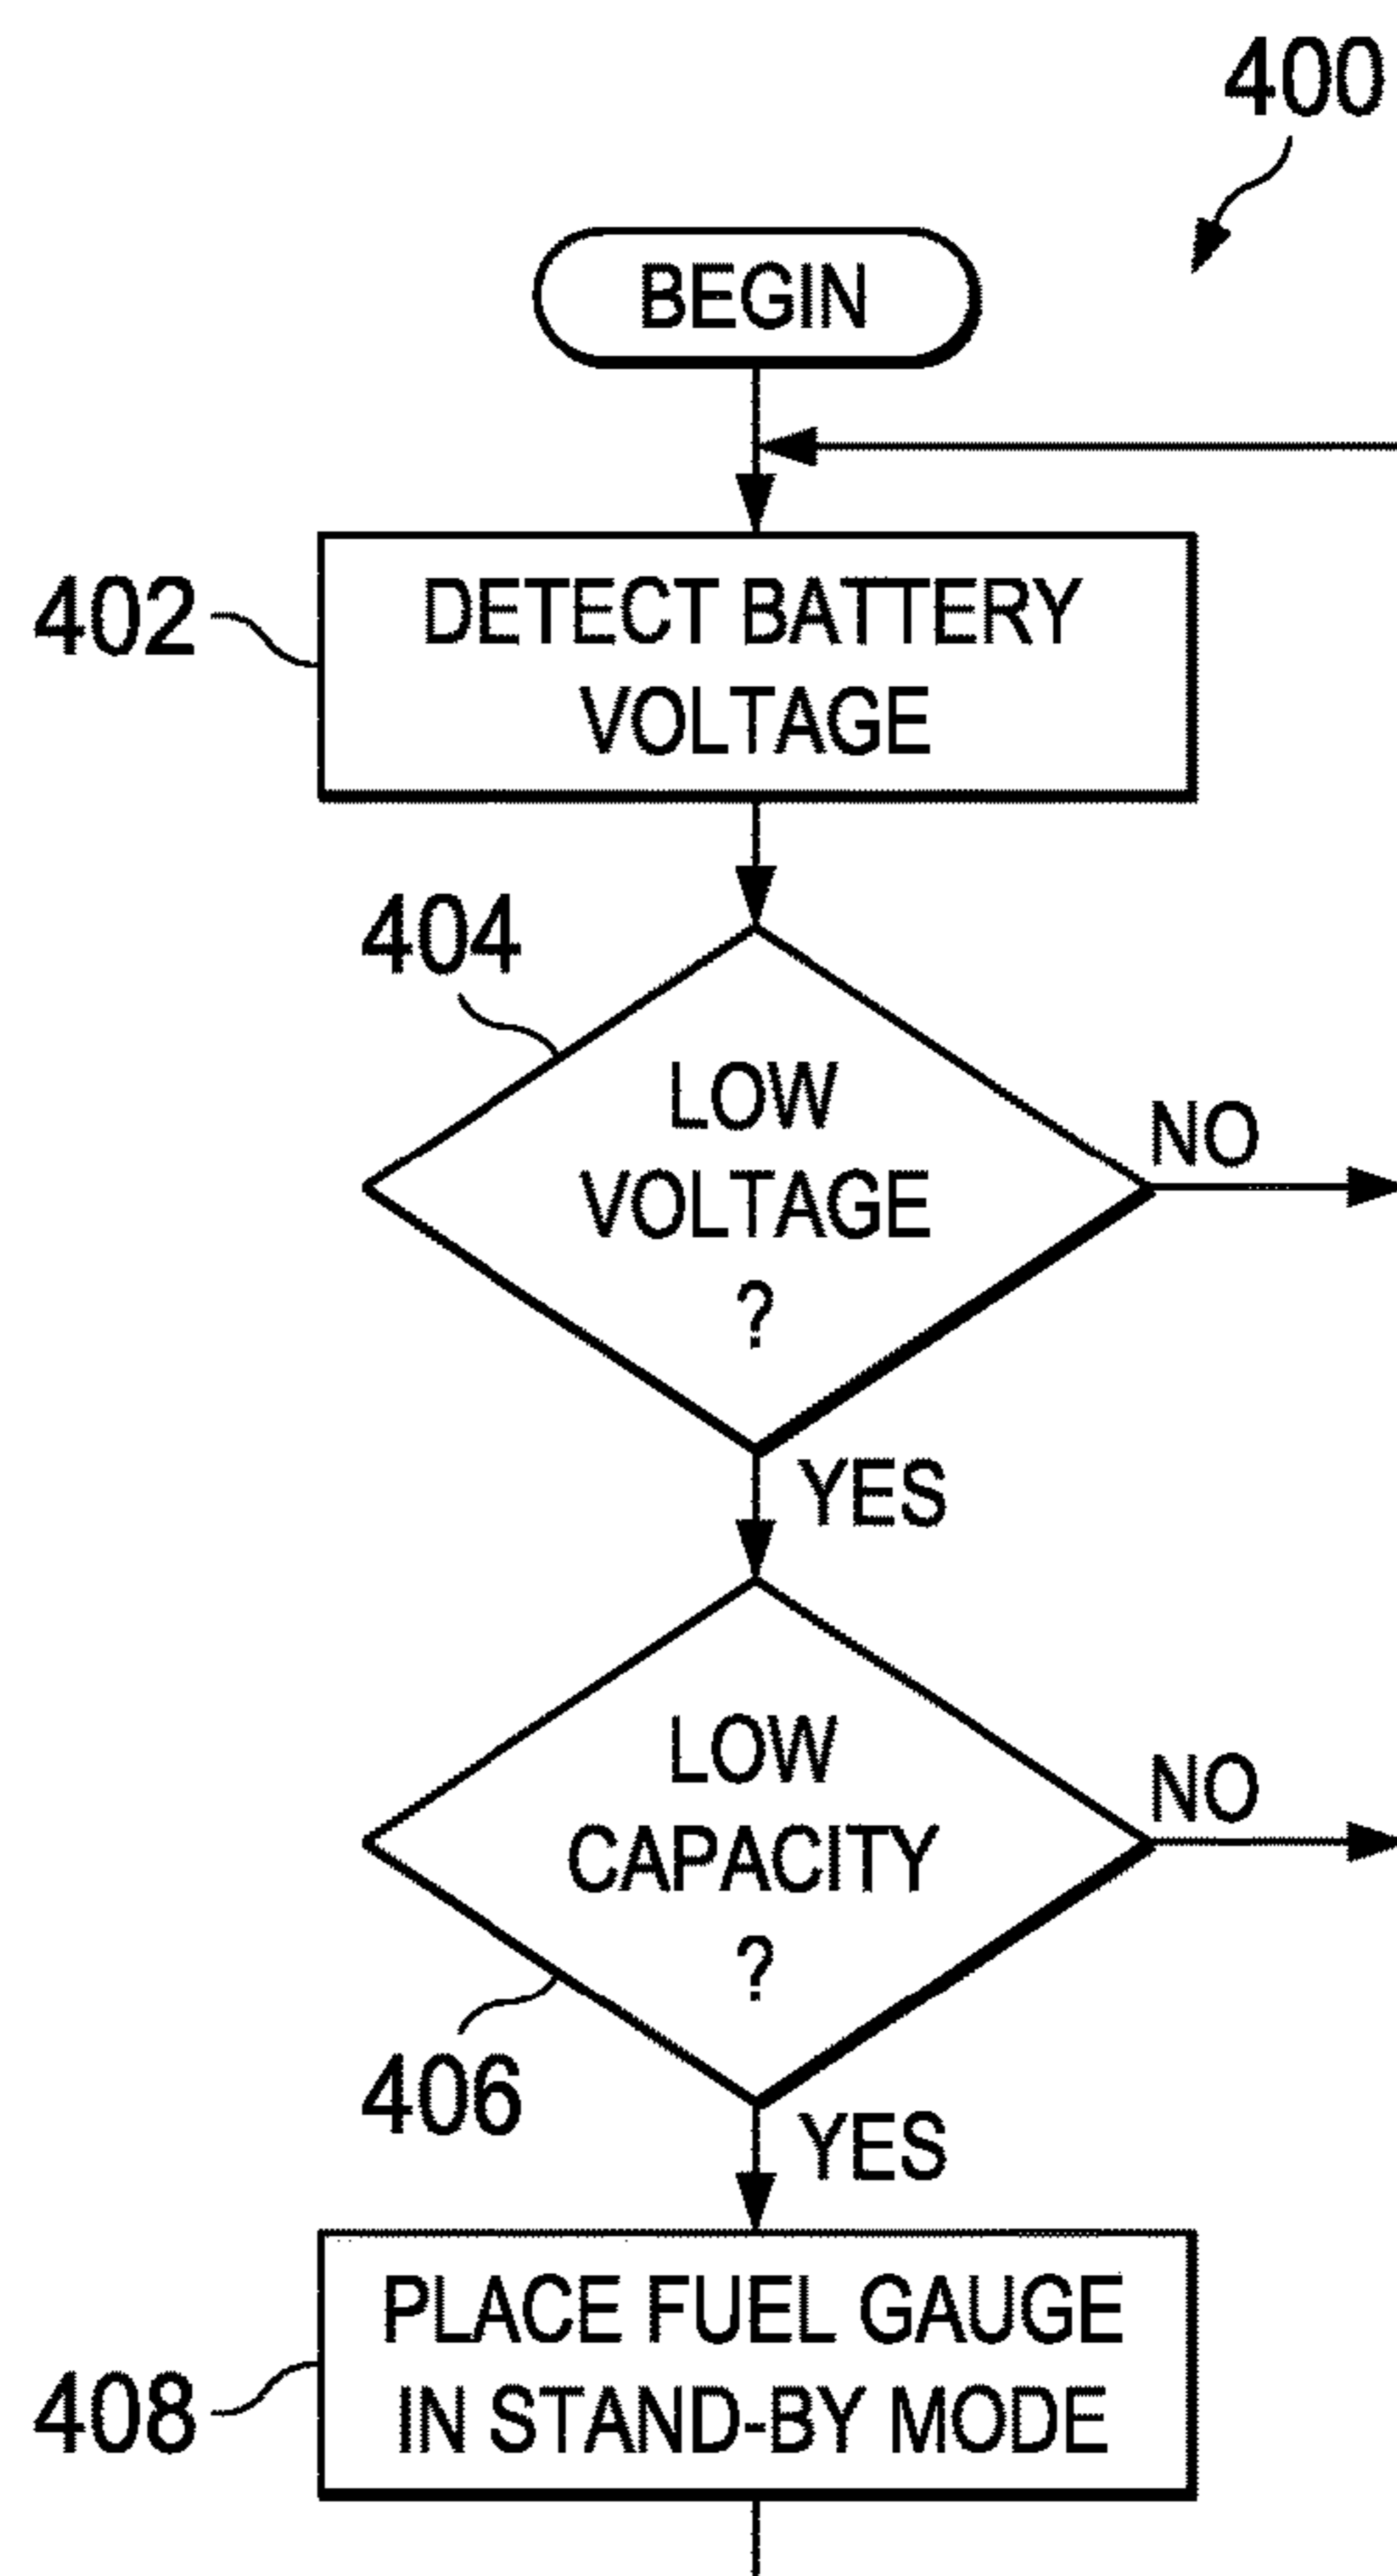 400
BEGIN
402
DETECT BATTERY
VOLTAGE
404
LOW
VOLTAGE
?
NO
YES
LOW
CAPACITY
?
NO
406
YES
408
PLACE FUEL GAUGE
IN STAND-BY MODE